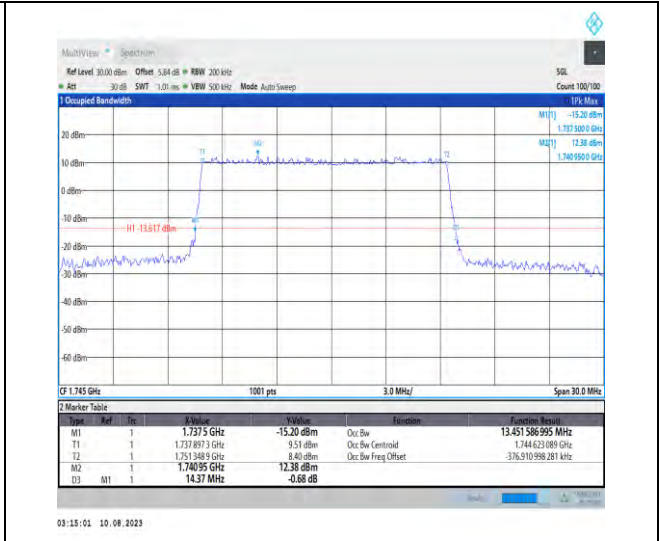 MultiView Spectrum
Ref Level 30.00 dBm Offset 5.84 dB RBW 200 kHz SGL
Att 30 dB SWT 1.01 ms VBW 500 kHz Mode Auto Sweep Count 100/100
1 Occupied Bandwidth 1Pk Max
M1[1] -15.20 dBm
1.737 500 0 GHz
M2[1] 12.38 dBm
1.740 950 0 GHz
20 dBm
T1 M2 T2
10 dBm
0 dBm
-10 dBm
H1 -13.617 dBm
-20 dBm
-30 dBm
-40 dBm
-50 dBm
-60 dBm
CF 1.745 GHz 1001 pts 3.0 MHz/ Span 30.0 MHz
2 Marker Table
Type Ref Trc X-Value Y-Value Function Function Result
M1 1 1.7375 GHz -15.20 dBm Occ Bw 13.451 586 995 MHz
T1 1 1.737 897 3 GHz 9.51 dBm Occ Bw Centroid 1.744 623 089 GHz
T2 1 1.751 348 9 GHz 8.40 dBm Occ Bw Freq Offset -376.910 998 281 kHz
M2 1 1.740 95 GHz 12.38 dBm
D3 M1 1 14.37 MHz -0.68 dB
03:15:01 10.08.2023